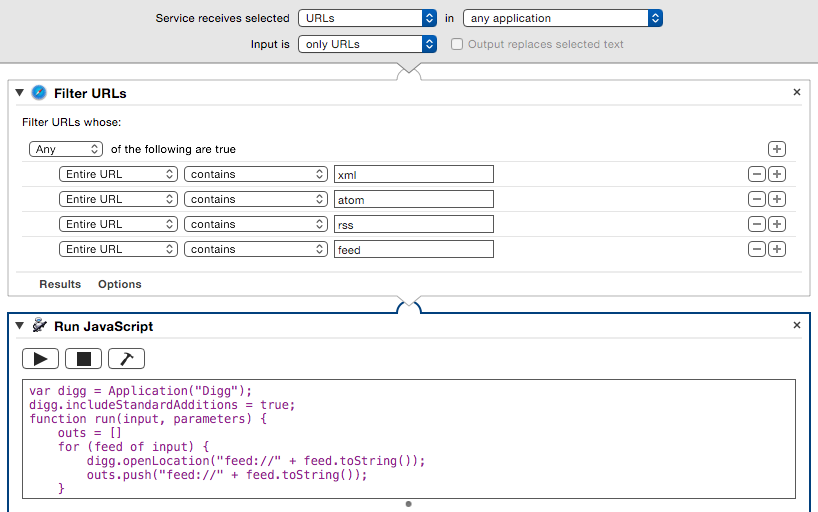 Service receives selected URLs in any application
Input is only URLs Output replaces selected text
Filter URLs
Filter URLs whose:
Any of the following are true
Entire URL contains xml
Entire URL contains atom
Entire URL contains rss
Entire URL contains feed
Results Options
Run JavaScript
var digg = Application("Digg");
digg.includeStandardAdditions = true;
function run(input, parameters) {
    outs = []
    for (feed of input) {
        digg.openLocation("feed://" + feed.toString());
        outs.push("feed://" + feed.toString());
    }